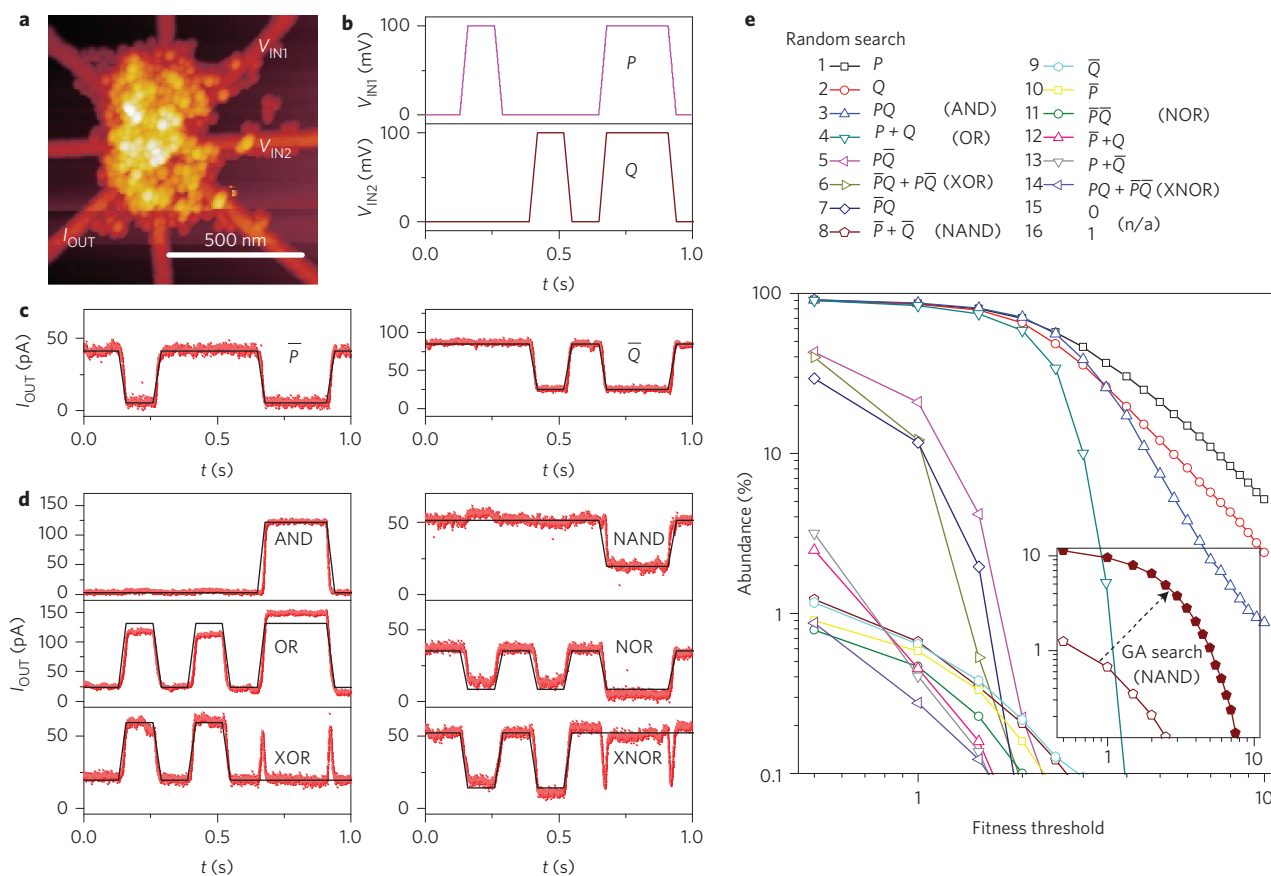 a
V_IN1
V_IN2
I_OUT
500 nm
b
V_IN1 (mV)
100
0
P
V_IN2 (mV)
100
0
Q
0.0 0.5 1.0
t (s)
c
I_OUT (pA)
50
0
P̅
0.0 0.5 1.0
t (s)
100
50
0
Q̅
0.0 0.5 1.0
t (s)
d
I_OUT (pA)
150
100
50
0
AND
150
100
50
0
OR
50
0
XOR
0.0 0.5 1.0
t (s)
50
0
NAND
50
0
NOR
50
0
XNOR
0.0 0.5 1.0
t (s)
e
Random search
1 P
2 Q
3 PQ (AND)
4 P + Q (OR)
5 PQ̅
6 P̅Q + PQ̅ (XOR)
7 P̅Q
8 P̅ + Q̅ (NAND)
9 Q̅
10 P̅
11 P̅Q̅ (NOR)
12 P̅+Q
13 P+Q̅
14 PQ + P̅Q̅ (XNOR)
15 0
16 1 (n/a)
Abundance (%)
100
10
1
0.1
1 10
Fitness threshold
10
1
GA search
(NAND)
1 10